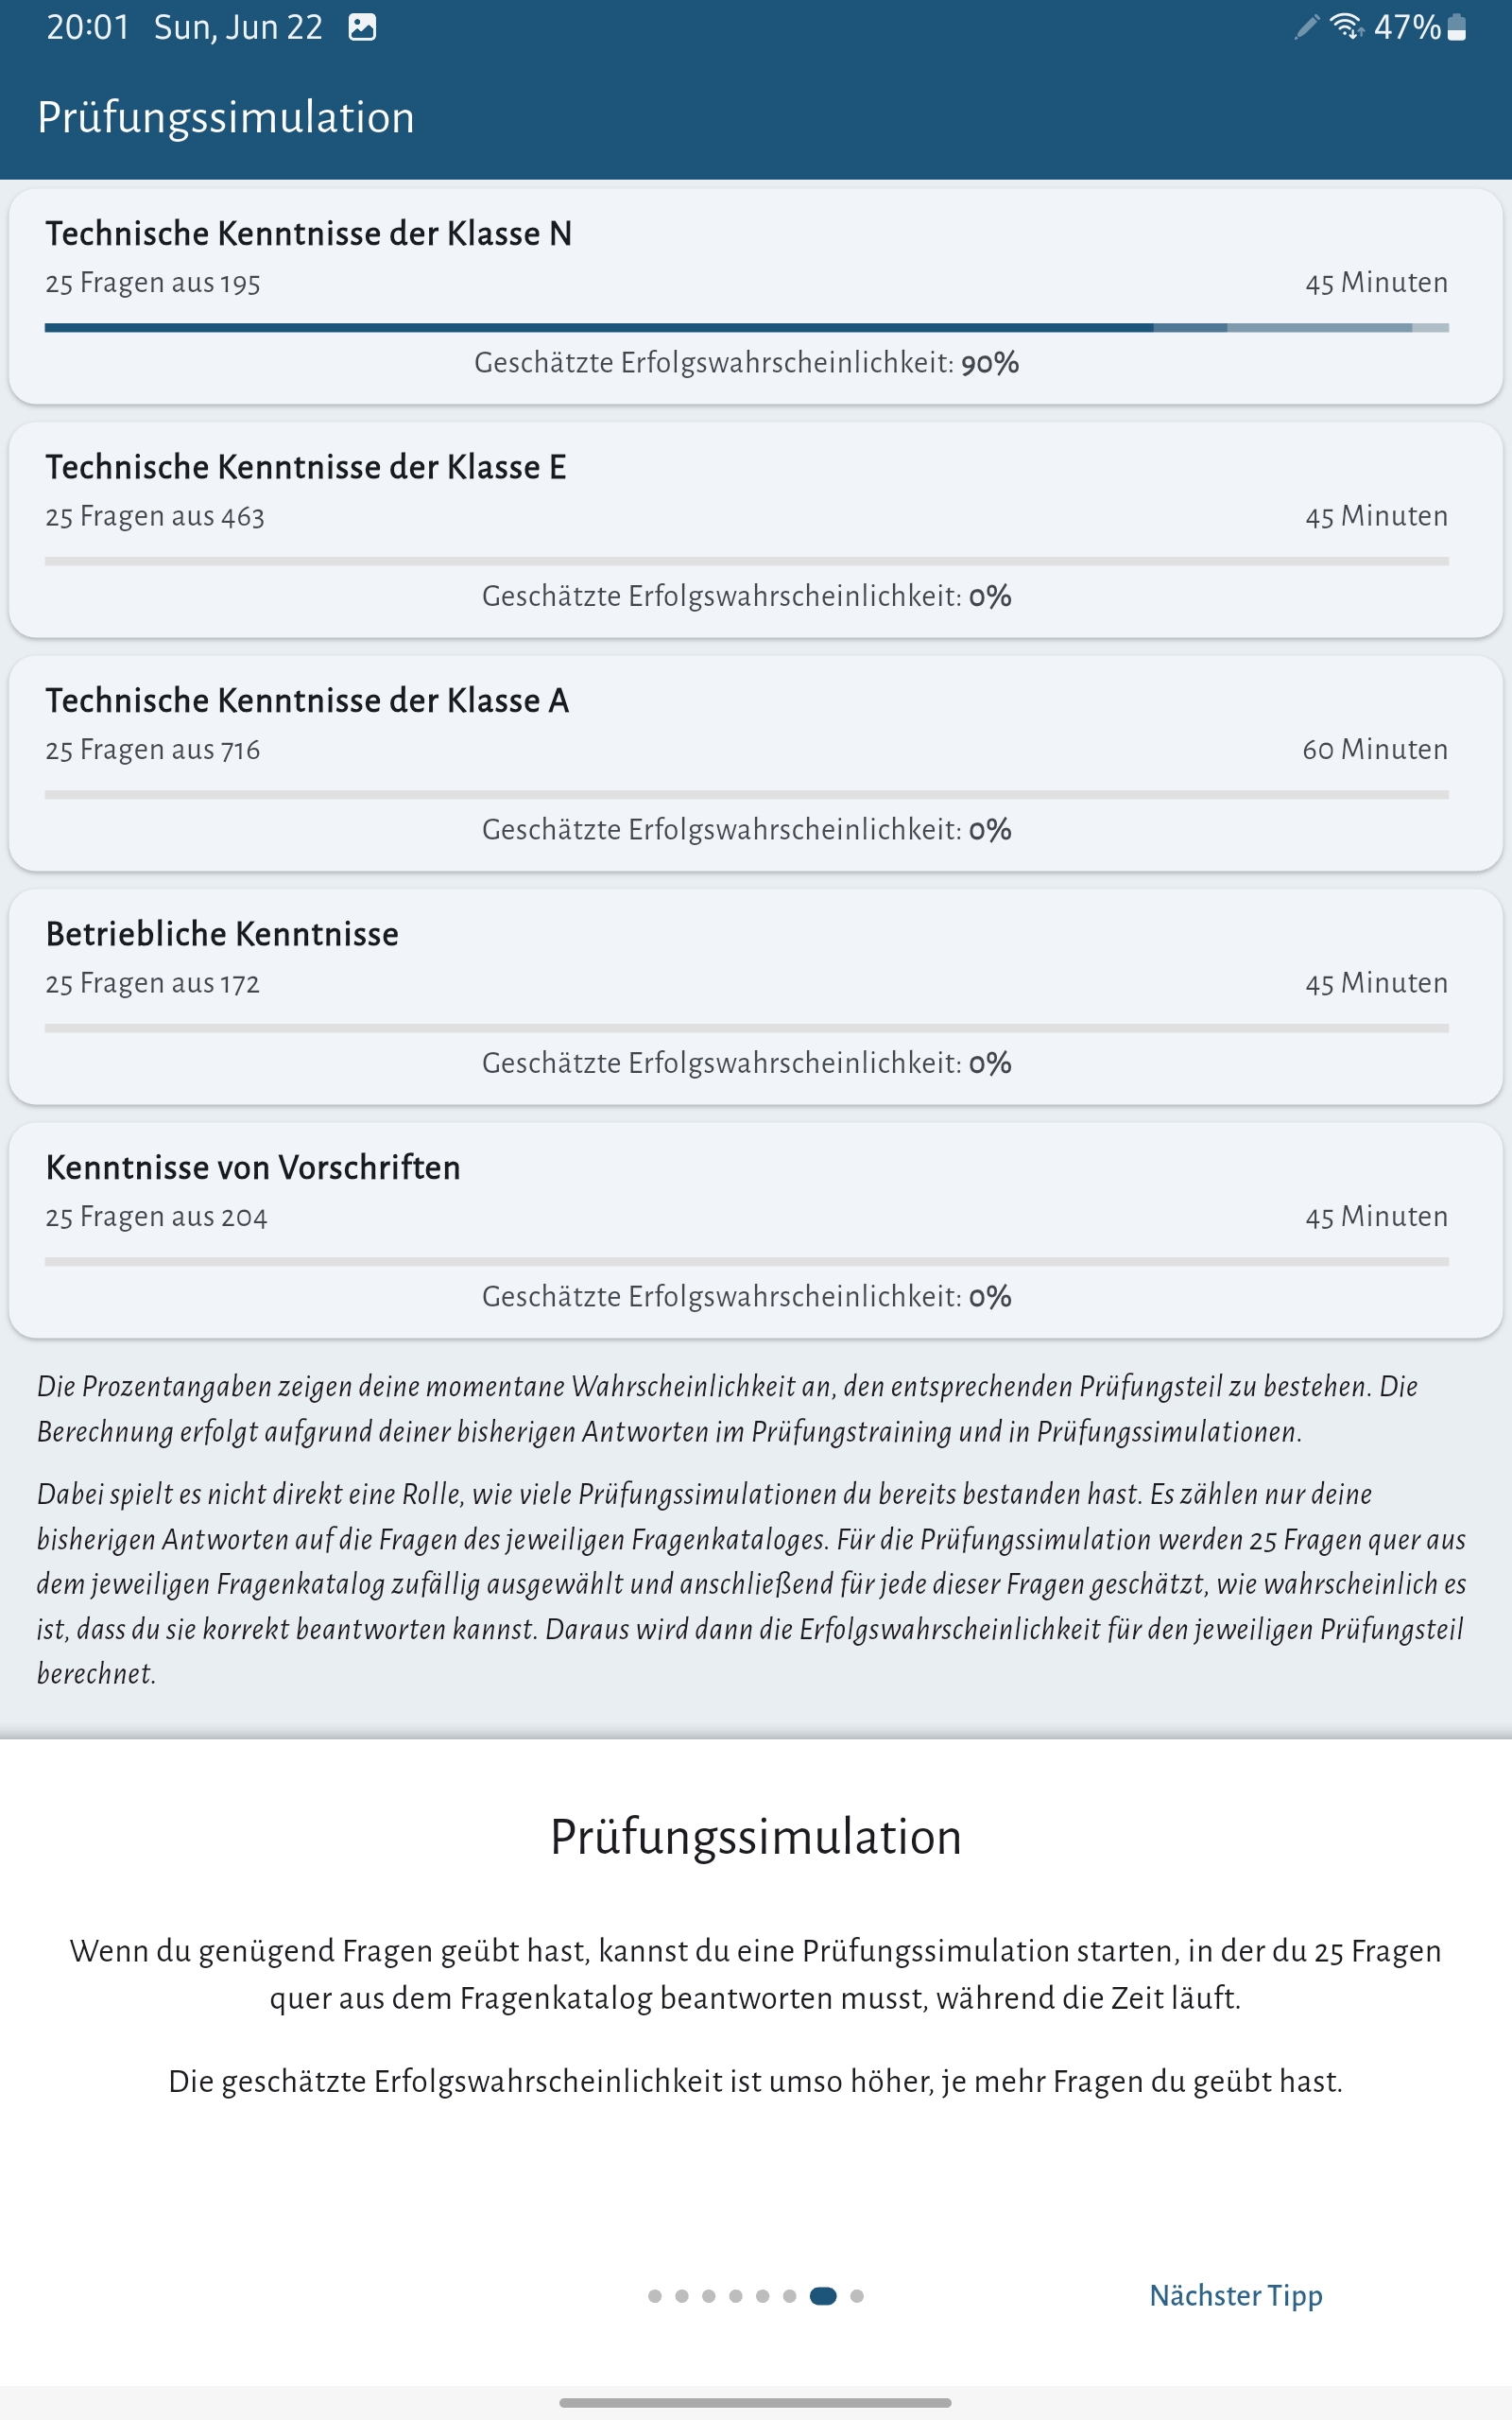 20:01 Sun, Jun 22 47%
Prüfungssimulation
Technische Kenntnisse der Klasse N
25 Fragen aus 195 45 Minuten
Geschätzte Erfolgswahrscheinlichkeit: 90%
Technische Kenntnisse der Klasse E
25 Fragen aus 463 45 Minuten
Geschätzte Erfolgswahrscheinlichkeit: 0%
Technische Kenntnisse der Klasse A
25 Fragen aus 716 60 Minuten
Geschätzte Erfolgswahrscheinlichkeit: 0%
Betriebliche Kenntnisse
25 Fragen aus 172 45 Minuten
Geschätzte Erfolgswahrscheinlichkeit: 0%
Kenntnisse von Vorschriften
25 Fragen aus 204 45 Minuten
Geschätzte Erfolgswahrscheinlichkeit: 0%
Die Prozentangaben zeigen deine momentane Wahrscheinlichkeit an, den entsprechenden Prüfungsteil zu bestehen. Die
Berechnung erfolgt aufgrund deiner bisherigen Antworten im Prüfungstraining und in Prüfungssimulationen.
Dabei spielt es nicht direkt eine Rolle, wie viele Prüfungssimulationen du bereits bestanden hast. Es zählen nur deine
bisherigen Antworten auf die Fragen des jeweiligen Fragenkataloges. Für die Prüfungssimulation werden 25 Fragen quer aus
dem jeweiligen Fragenkatalog zufällig ausgewählt und anschließend für jede dieser Fragen geschätzt, wie wahrscheinlich es
ist, dass du sie korrekt beantworten kannst. Daraus wird dann die Erfolgswahrscheinlichkeit für den jeweiligen Prüfungsteil
berechnet.
Prüfungssimulation
Wenn du genügend Fragen geübt hast, kannst du eine Prüfungssimulation starten, in der du 25 Fragen
quer aus dem Fragenkatalog beantworten musst, während die Zeit läuft.
Die geschätzte Erfolgswahrscheinlichkeit ist umso höher, je mehr Fragen du geübt hast.
Nächster Tipp